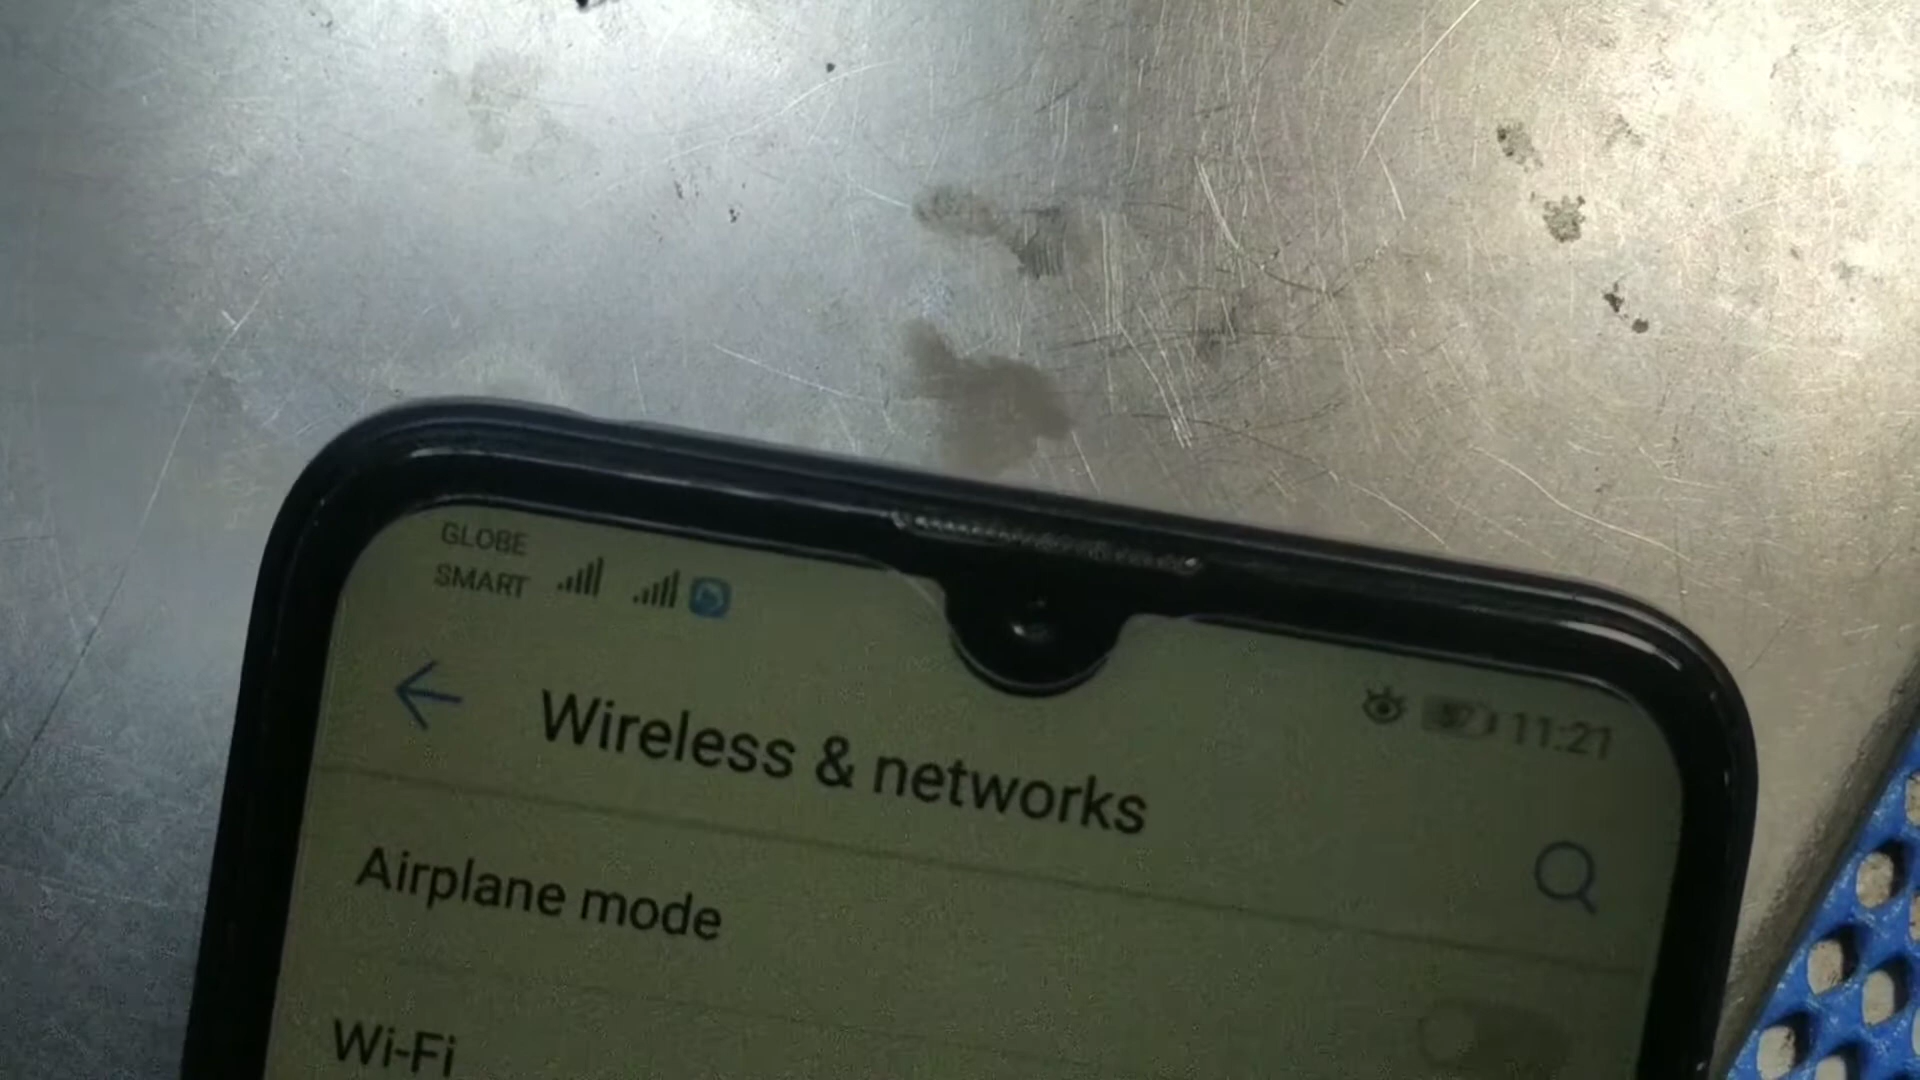 GLOBE
SMART
11:21
Wireless & networks
Airplane mode
Wi-Fi